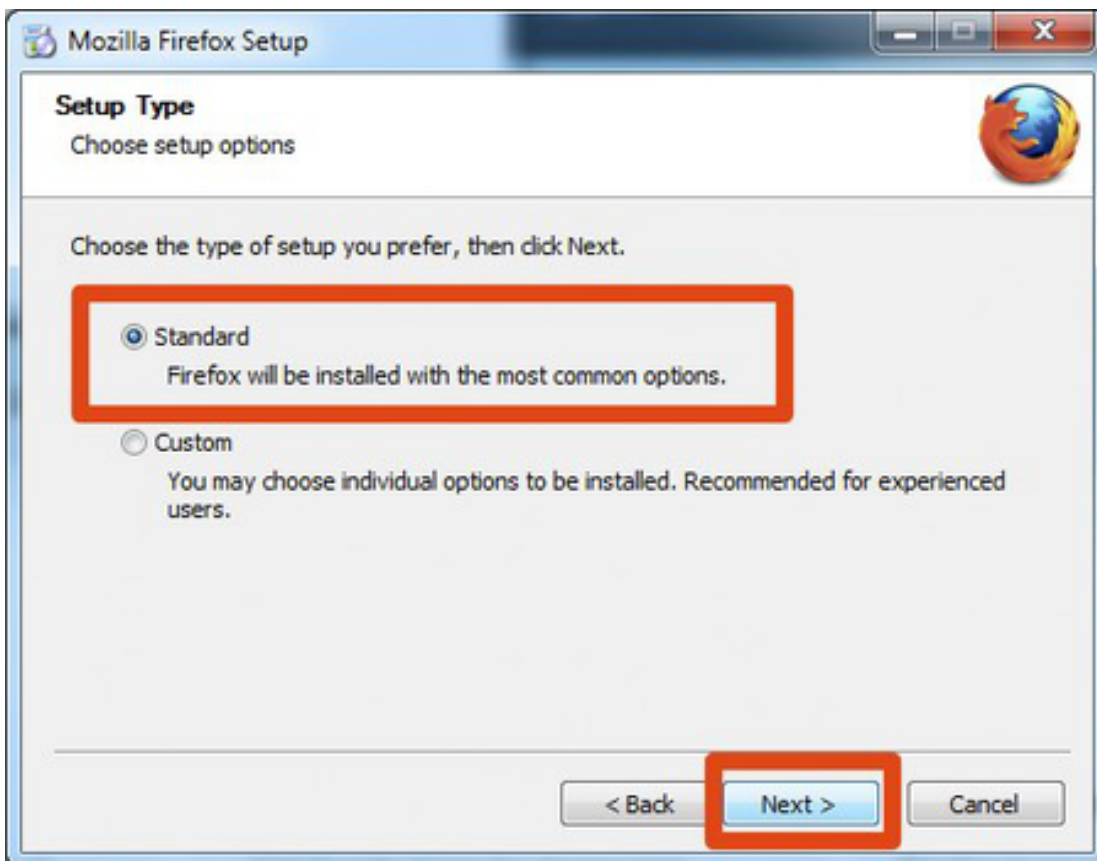 Mozilla Firefox Setup
Setup Type
Choose setup options
Choose the type of setup you prefer, then click Next.
Standard
Firefox will be installed with the most common options.
Custom
You may choose individual options to be installed. Recommended for experienced
users.
< Back
Next >
Cancel